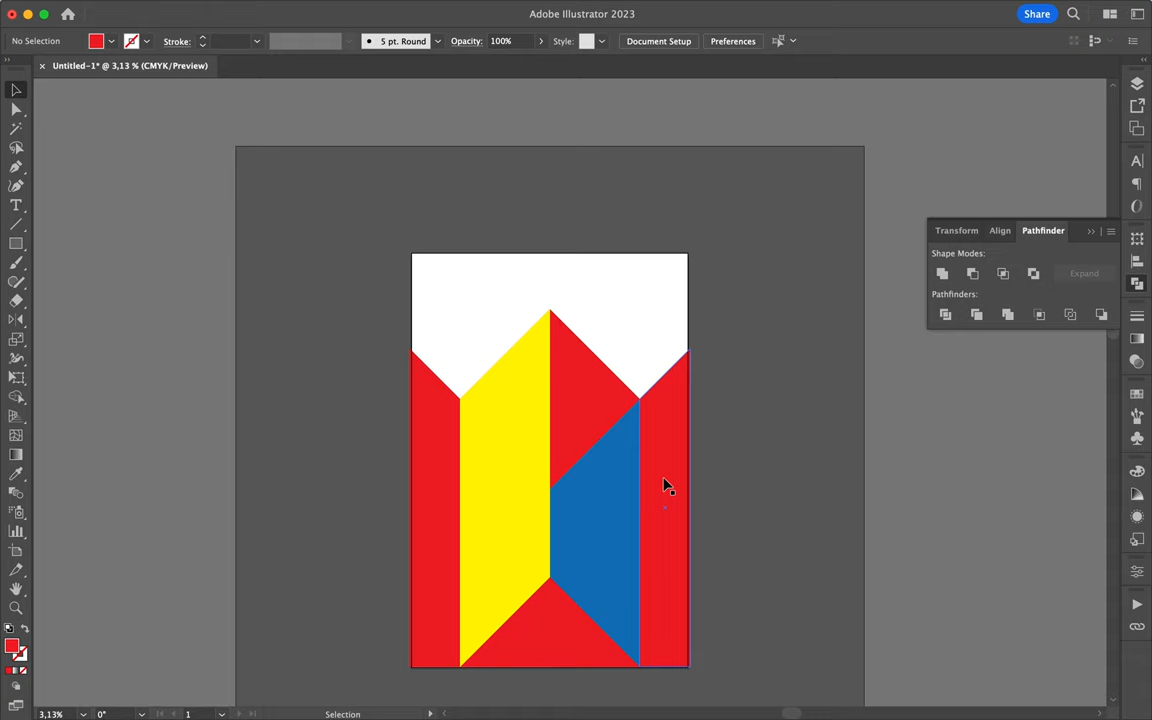 Adobe Illustrator 2023
Share
No Selection
Stroke:
5 pt. Round
Opacity:
100%
Style:
Document Setup
Preferences
Untitled-1* @ 3,13 % (CMYK/Preview)
Transform
Align
Pathfinder
Shape Modes:
Expand
Pathfinders:
3,13%
0°
1
Selection